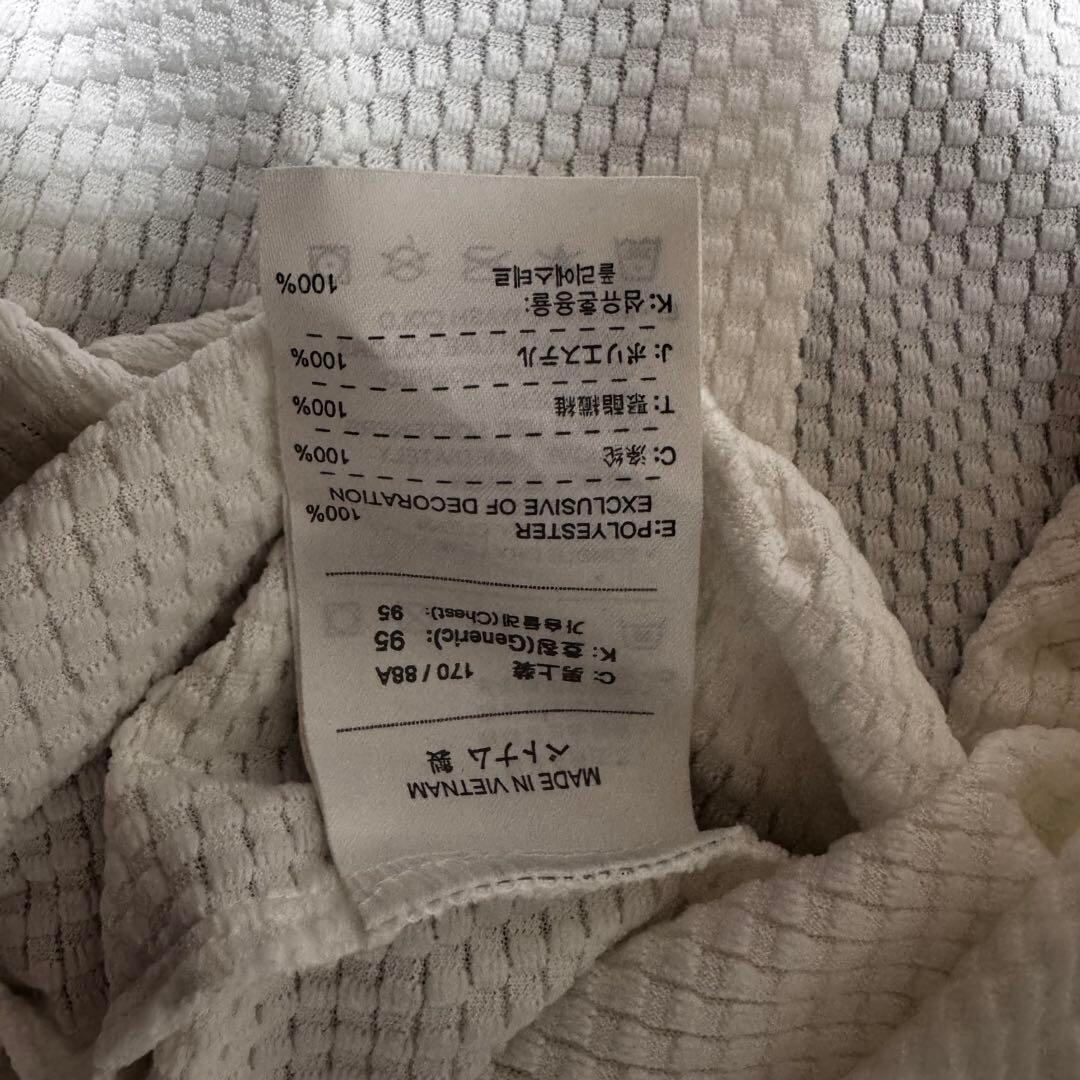 MADE IN VIETNAM
ベトナム 製
C: 男上装 170 / 88A
K: 호칭(Generic): 95
가슴둘레(Chest): 95
E:POLYESTER 100%
EXCLUSIVE OF DECORATION
C: 涤纶 100%
T: 聚酯纖維 100%
J: ポリエステル 100%
K: 섬유혼용율:
폴리에스테르 100%